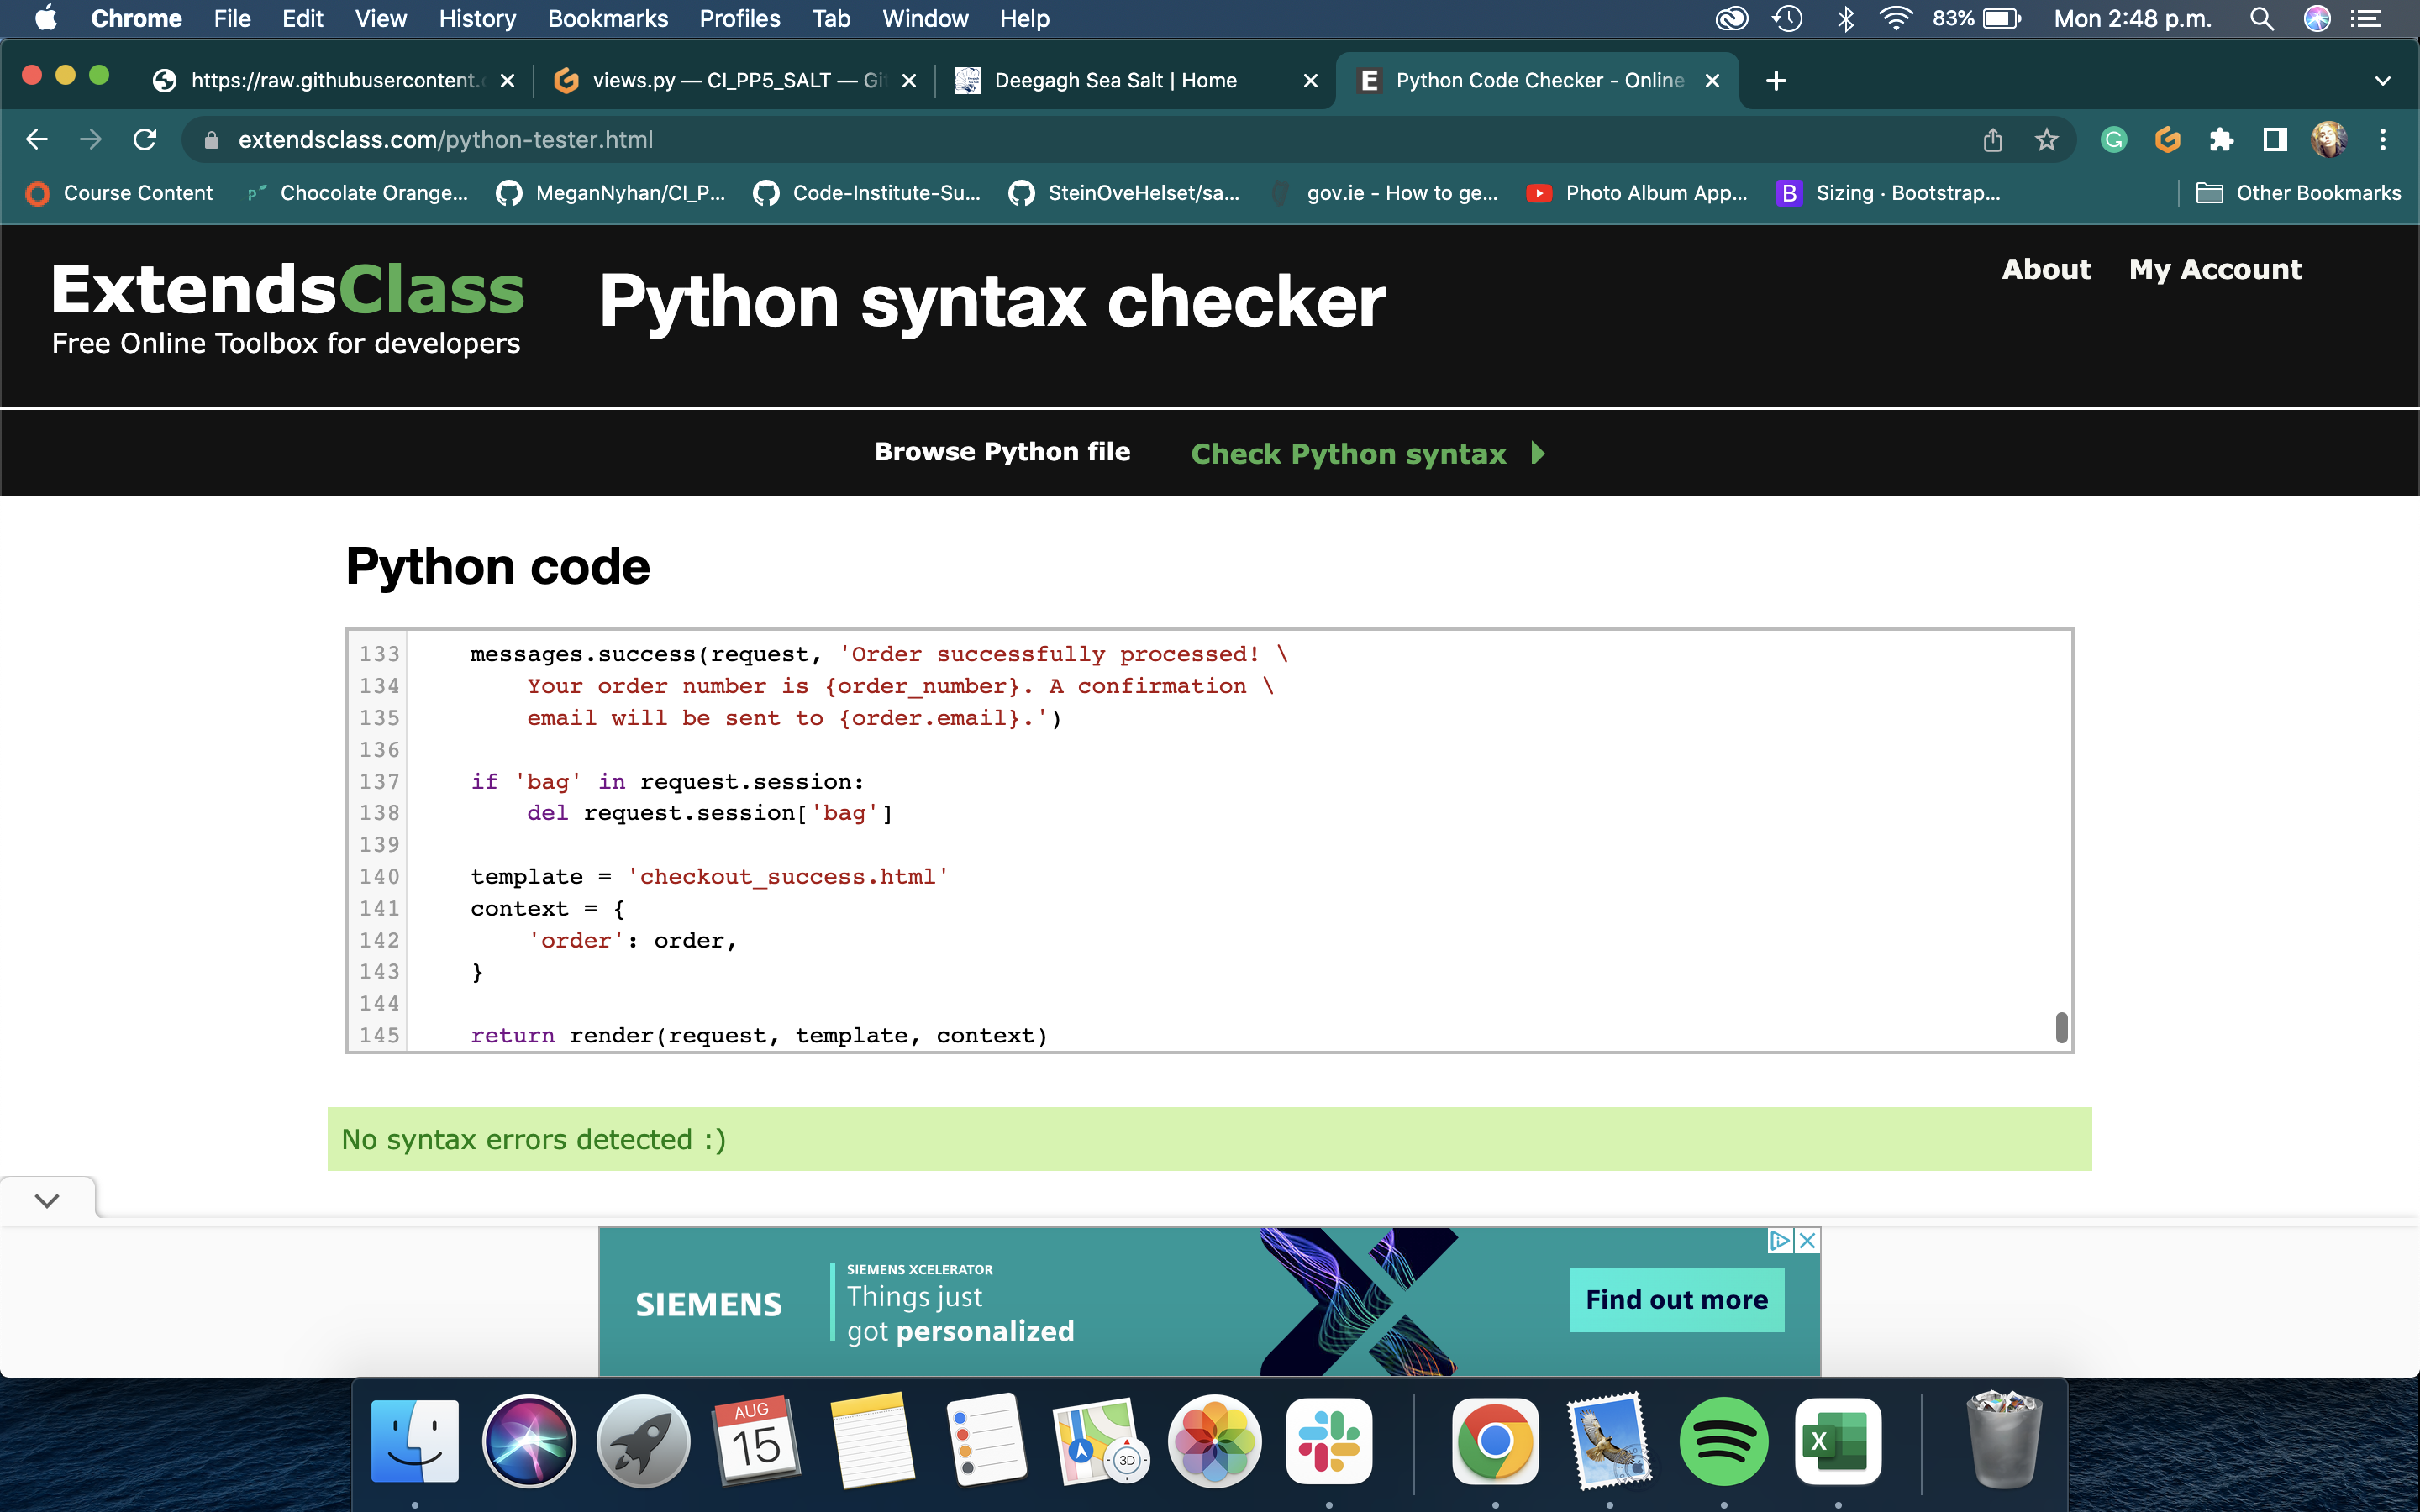 Chrome File Edit View History Bookmarks Profiles Tab Window Help 83% Mon 2:48 p.m.
https://raw.githubusercontent.c views.py — CI_PP5_SALT — Git Deegagh Sea Salt | Home Python Code Checker - Online
extendsclass.com/python-tester.html
Course Content Chocolate Orange... MeganNyhan/CI_P... Code-Institute-Su... SteinOveHelset/sa... gov.ie - How to ge... Photo Album App... B Sizing · Bootstrap... Other Bookmarks
ExtendsClass
Free Online Toolbox for developers
Python syntax checker
About My Account
Browse Python file Check Python syntax
Python code
133 messages.success(request, 'Order successfully processed! \
134 Your order number is {order_number}. A confirmation \
135 email will be sent to {order.email}.')
136
137 if 'bag' in request.session:
138 del request.session['bag']
139
140 template = 'checkout_success.html'
141 context = {
142 'order': order,
143 }
144
145 return render(request, template, context)
No syntax errors detected :)
SIEMENS
SIEMENS XCELERATOR
Things just
got personalized
Find out more
AUG
15
3D
X